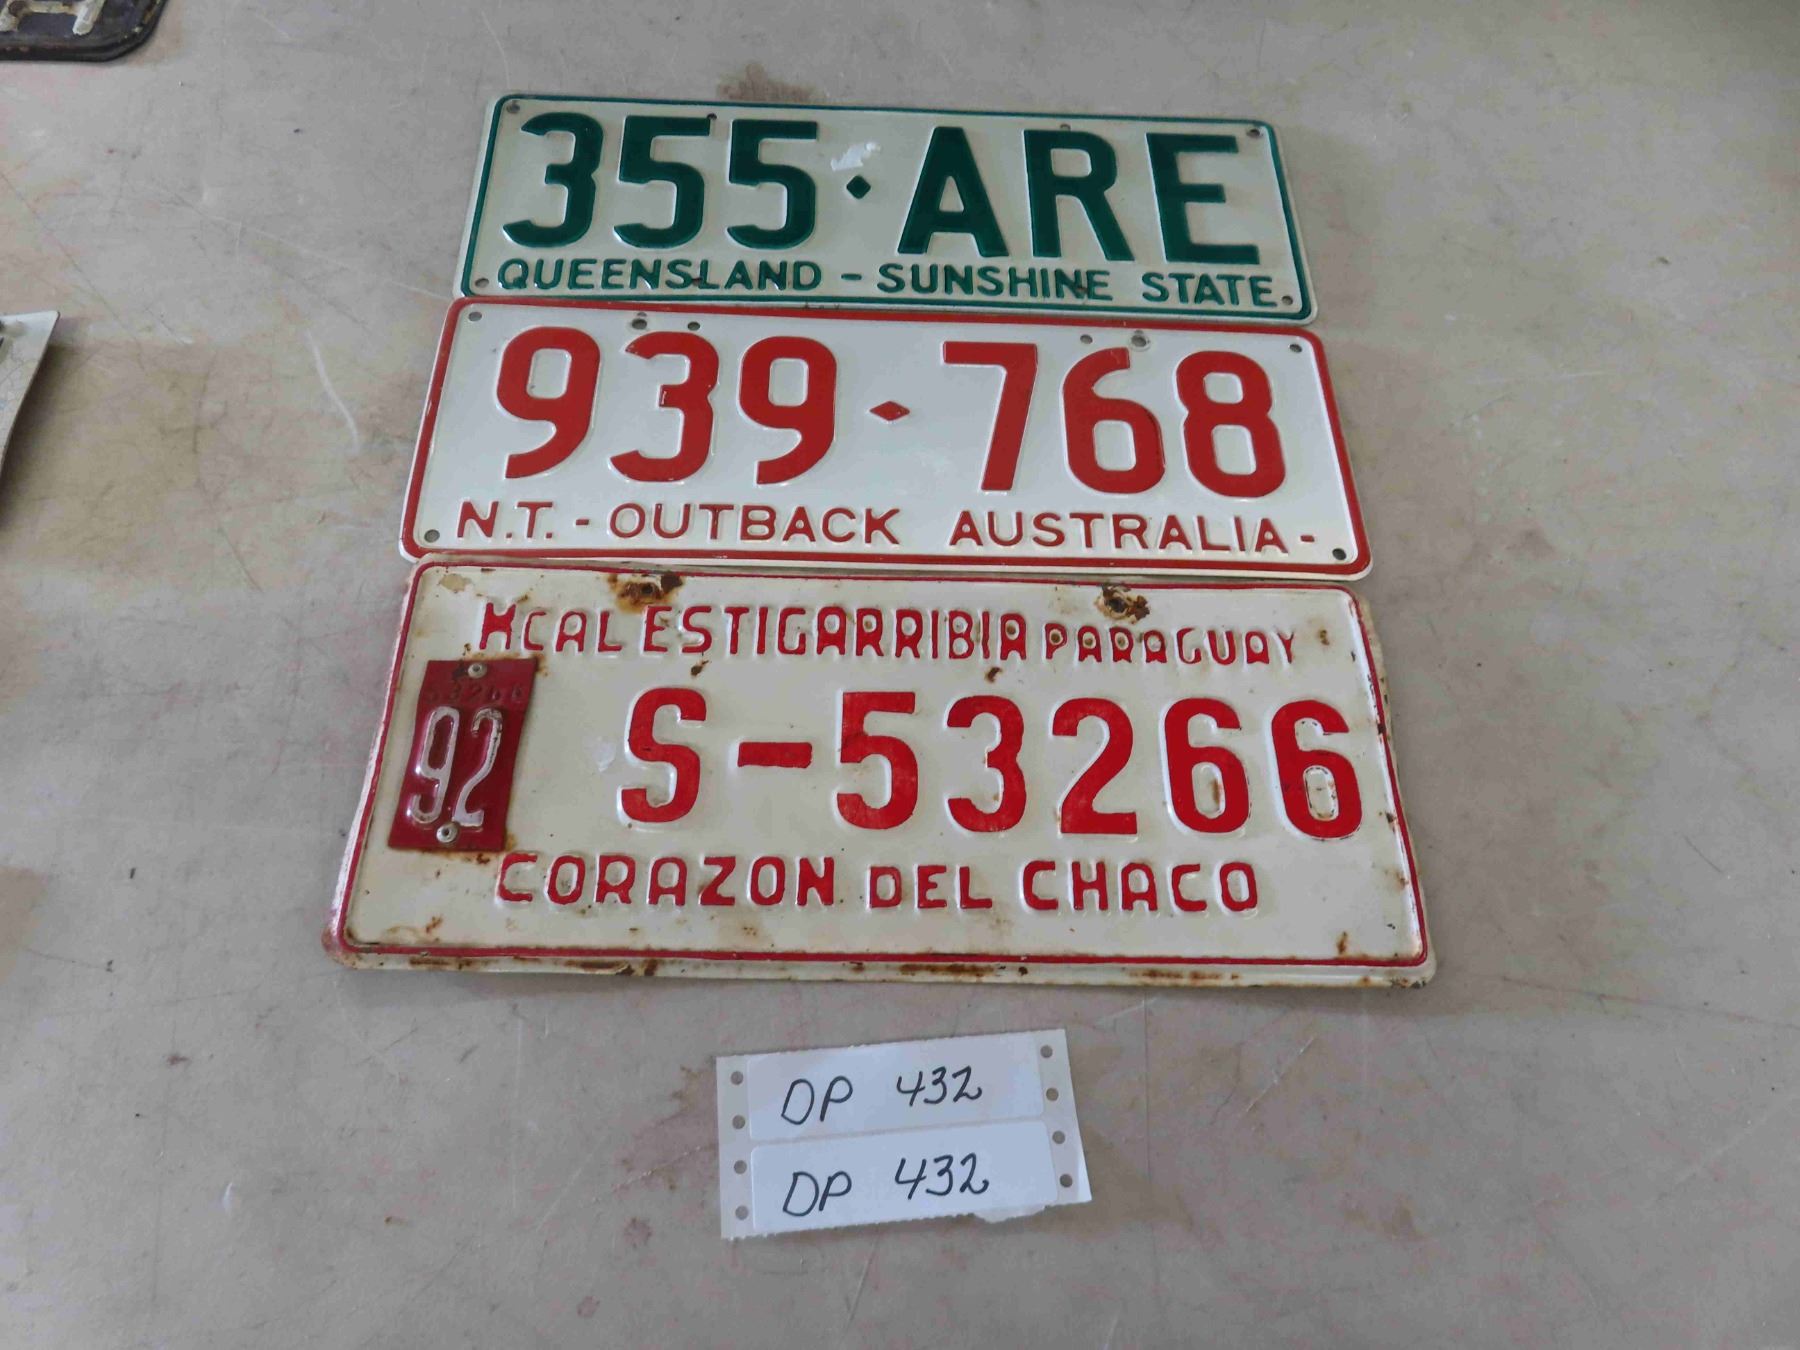 355·ARE
QUEENSLAND - SUNSHINE STATE
939·768
N.T. - OUTBACK AUSTRALIA -
MCAL ESTIGARRIBIA PARAGUAY
53266
92
S-53266
CORAZON DEL CHACO
DP 432
DP 432